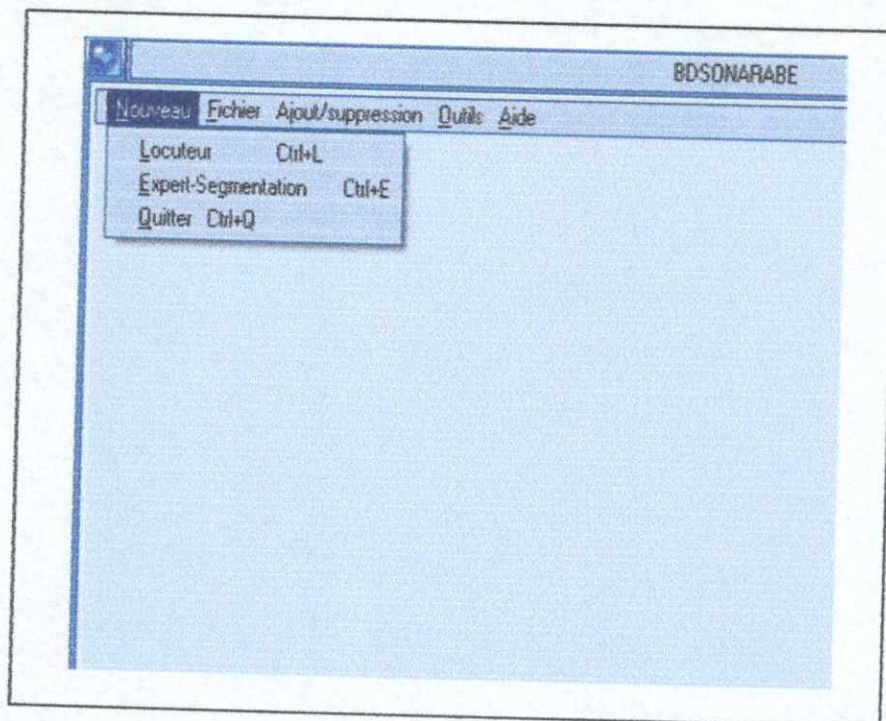 BDSONARABE
Nouveau Fichier Ajout/suppression Outils Aide
Locuteur Ctrl+L
Expert-Segmentation Ctrl+E
Quitter Ctrl+Q